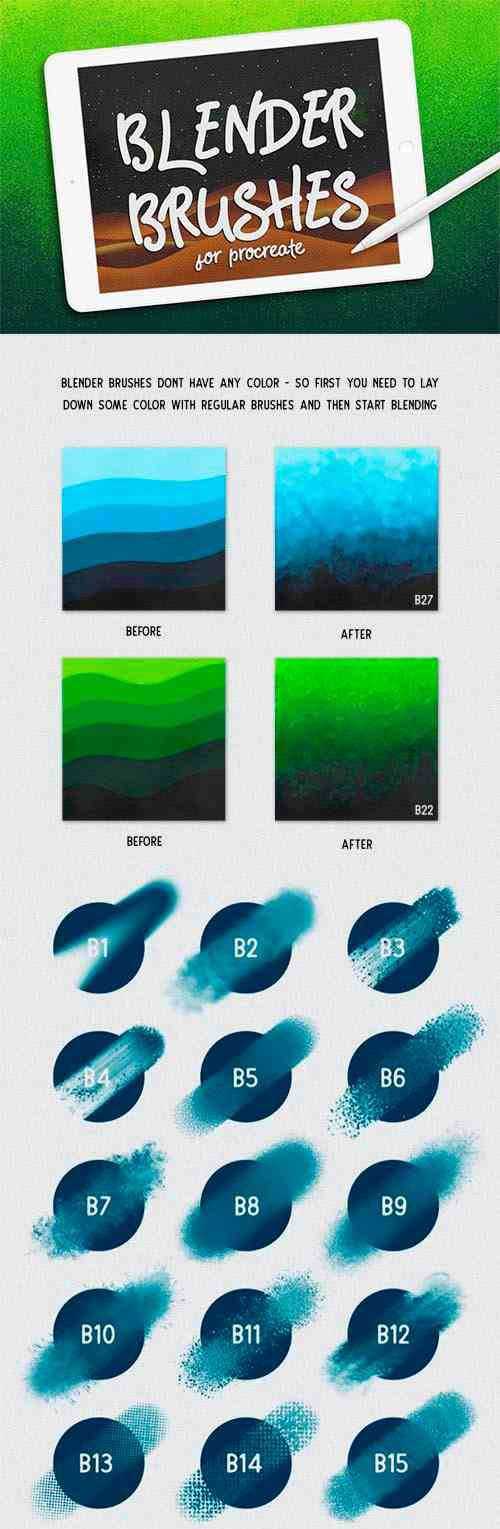 BLENDER
BRUSHES
for procreate
BLENDER BRUSHES DONT HAVE ANY COLOR - SO FIRST YOU NEED TO LAY
DOWN SOME COLOR WITH REGULAR BRUSHES AND THEN START BLENDING
B27
BEFORE
AFTER
B22
BEFORE
AFTER
B1
B2
B3
B4
B5
B6
B7
B8
B9
B10
B11
B12
B13
B14
B15